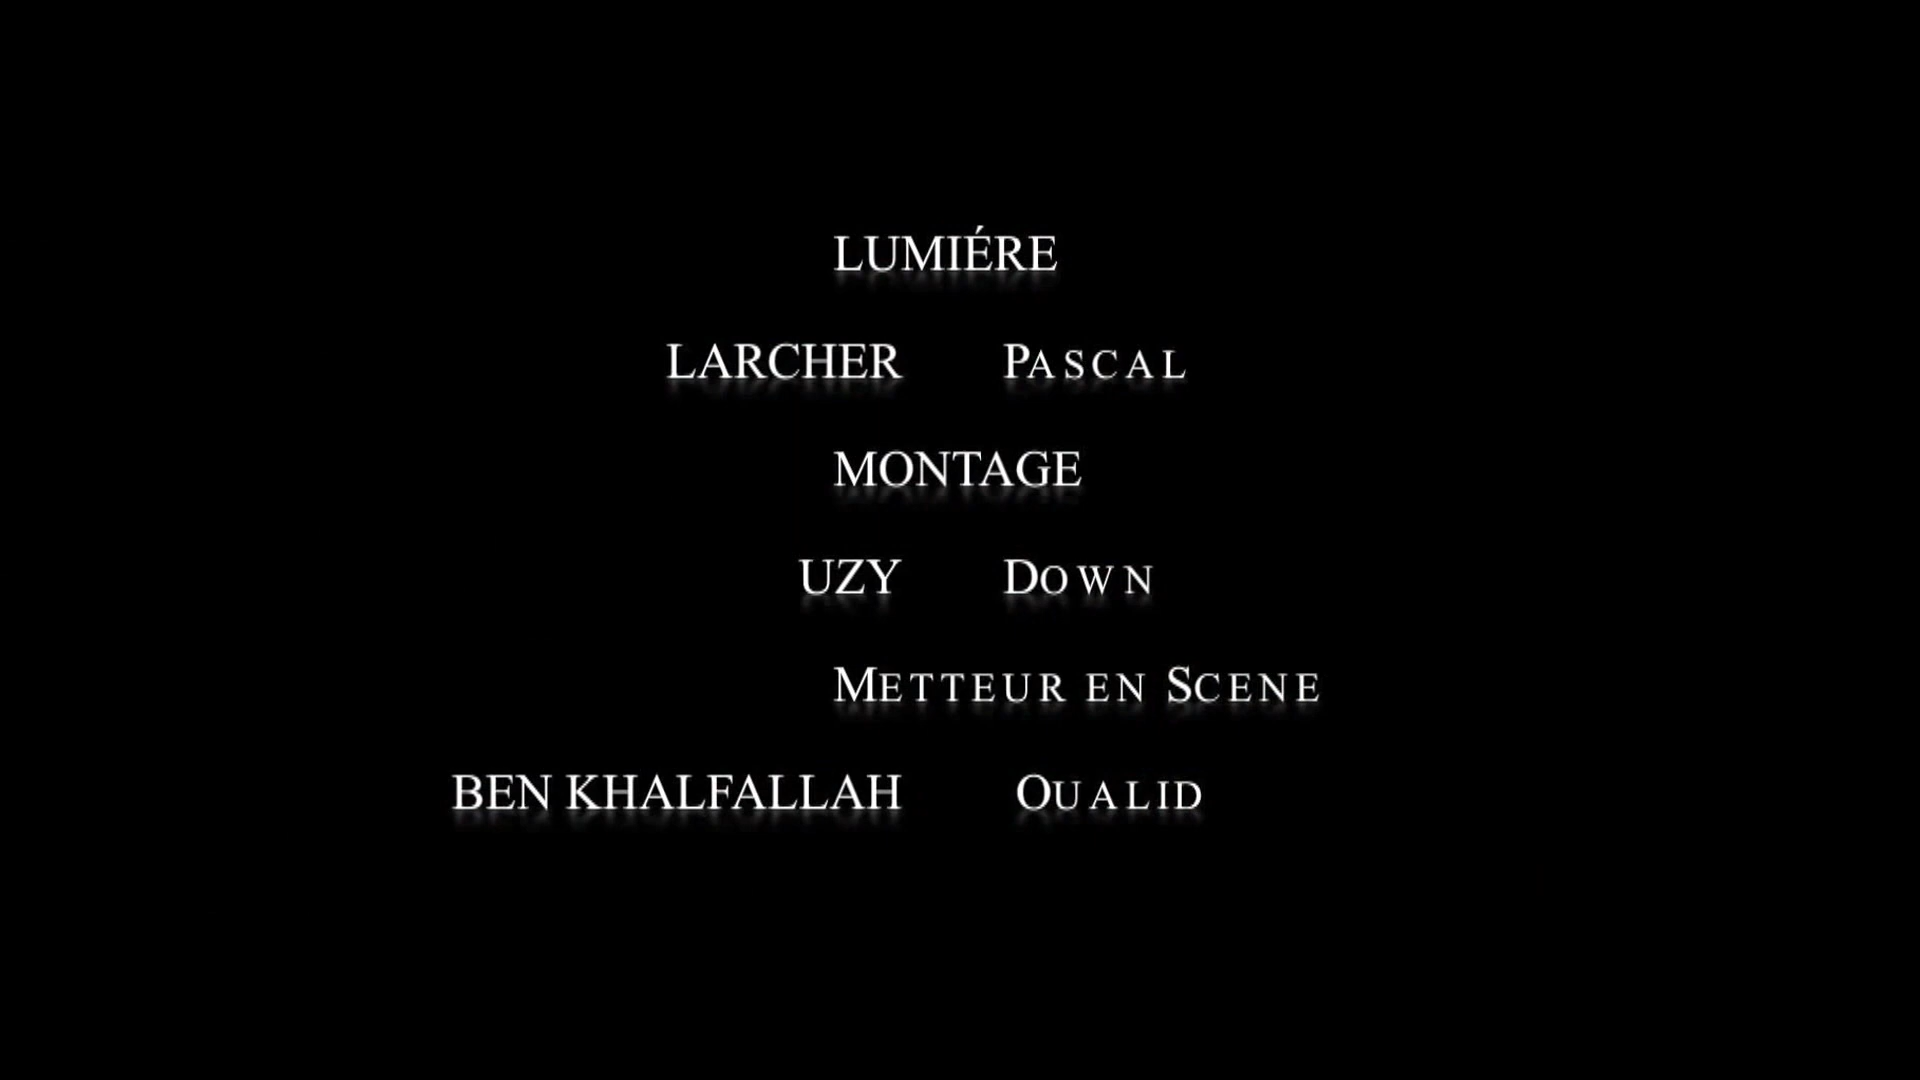 LUMIÉRE
LARCHER Pascal
MONTAGE
UZY Down
Metteur en Scene
BEN KHALFALLAH Oualid